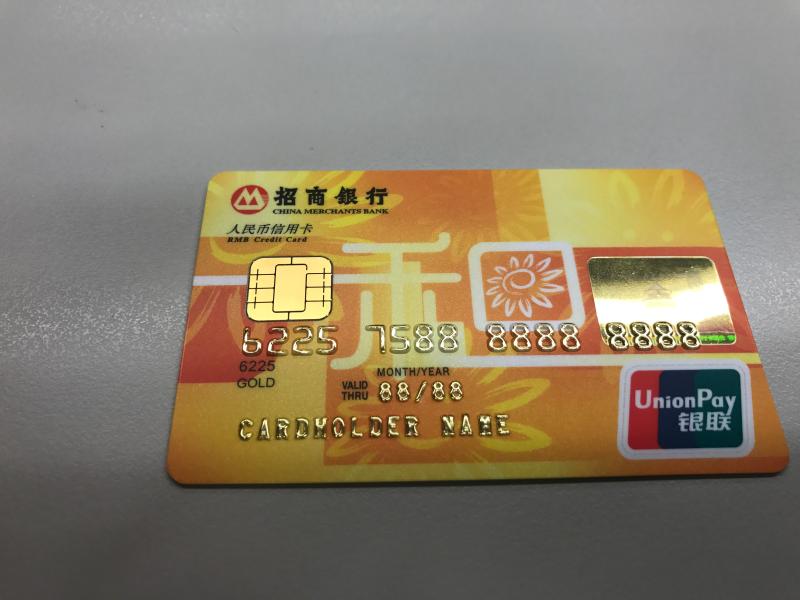 招商银行
CHINA MERCHANTS BANK
人民币信用卡
RMB Credit Card
6225 7588 8888 8888
6225
GOLD
MONTH/YEAR
VALID THRU 88/88
CARDHOLDER NAME
UnionPay
银联